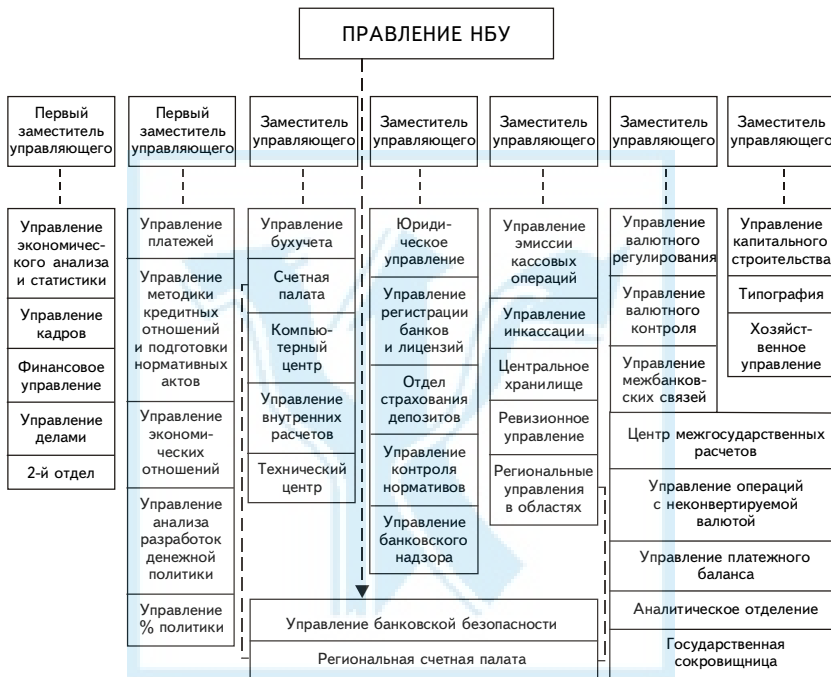 ПРАВЛЕНИЕ НБУ
Первый
заместитель
управляющего
Первый
заместитель
управляющего
Заместитель
управляющего
Заместитель
управляющего
Заместитель
управляющего
Заместитель
управляющего
Заместитель
управляющего
Управление
экономичес-
кого анализа
и статистики
Управление
кадров
Финансовое
управление
Управление
делами
2-й отдел
Управление
платежей
Управление
методики
кредитных
отношений
и подготовки
нормативных
актов
Управление
экономи-
ческих
отношений
Управление
анализа
разработок
денежной
политики
Управление
% политики
Управление
бухучета
Счетная
палата
Компью-
терный
центр
Управление
внутренних
расчетов
Технический
центр
Юриди-
ческое
управление
Управление
регистрации
банков
и лицензий
Отдел
страхования
депозитов
Управление
контроля
нормативов
Управление
банковского
надзора
Управление
эмиссии
кассовых
операций
Управление
инкассации
Центральное
хранилище
Ревизионное
управление
Региональные
управления
в областях
Управление
валютного
регулирования
Управление
валютного
контроля
Управление
межбанков-
ских связей
Центр межгосударственных
расчетов
Управление операций
с неконвертируемой
валютой
Управление платежного
баланса
Аналитическое отделение
Государственная
сокровищница
Управление
капитального
строительства
Типография
Хозяйст-
венное
управление
Управление банковской безопасности
Региональная счетная палата